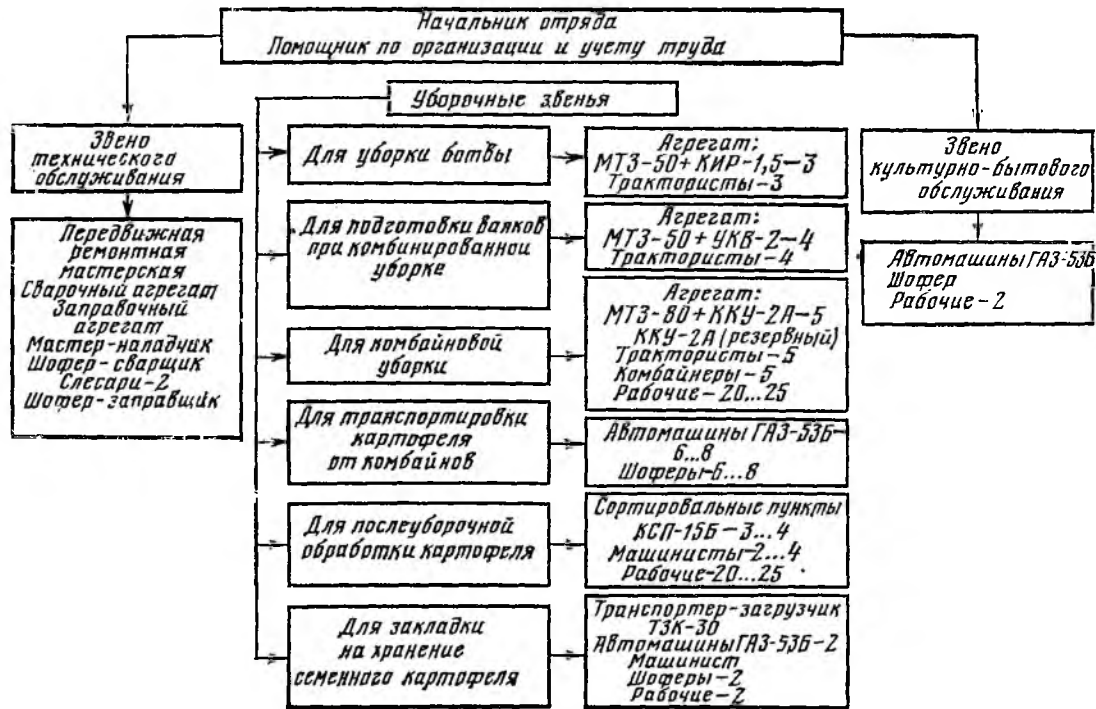 Начальник отряда
Помощник по организации и учету труда
Уборочные звенья
Звено
технического
обслуживания
Передвижная
ремонтная
мастерская
Сварочный агрегат
Заправочный
агрегат
Мастер-наладчик
Шофер-сварщик
Слесари-2
Шофер-заправщик
Для уборки ботвы
Агрегат:
МТЗ-50+КИР-1,5-3
Трактористы-3
Для подготовки валков
при комбинированной
уборке
Агрегат:
МТЗ-50+УКВ-2-4
Трактористы-4
Для комбайновой
уборки
Агрегат:
МТЗ-80+ККУ-2А-5
ККУ-2А (резервный)
Трактористы-5
Комбайнеры-5
Рабочие-20...25
Для транспортировки
картофеля
от комбайнов
Автомашины ГАЗ-53Б-
6...8
Шоферы-6...8
Для послеуборочной
обработки картофеля
Сортировальные пункты
КСП-15Б-3...4
Машинисты-2...4
Рабочие-20...25
Для закладки
на хранение
семенного картофеля
Транспортер-загрузчик
ТЗК-30
Автомашины ГАЗ-53Б-2
Машинист
Шоферы-2
Рабочие-2
Звено
культурно-бытового
обслуживания
Автомашины ГАЗ-53Б
Шофер
Рабочие-2